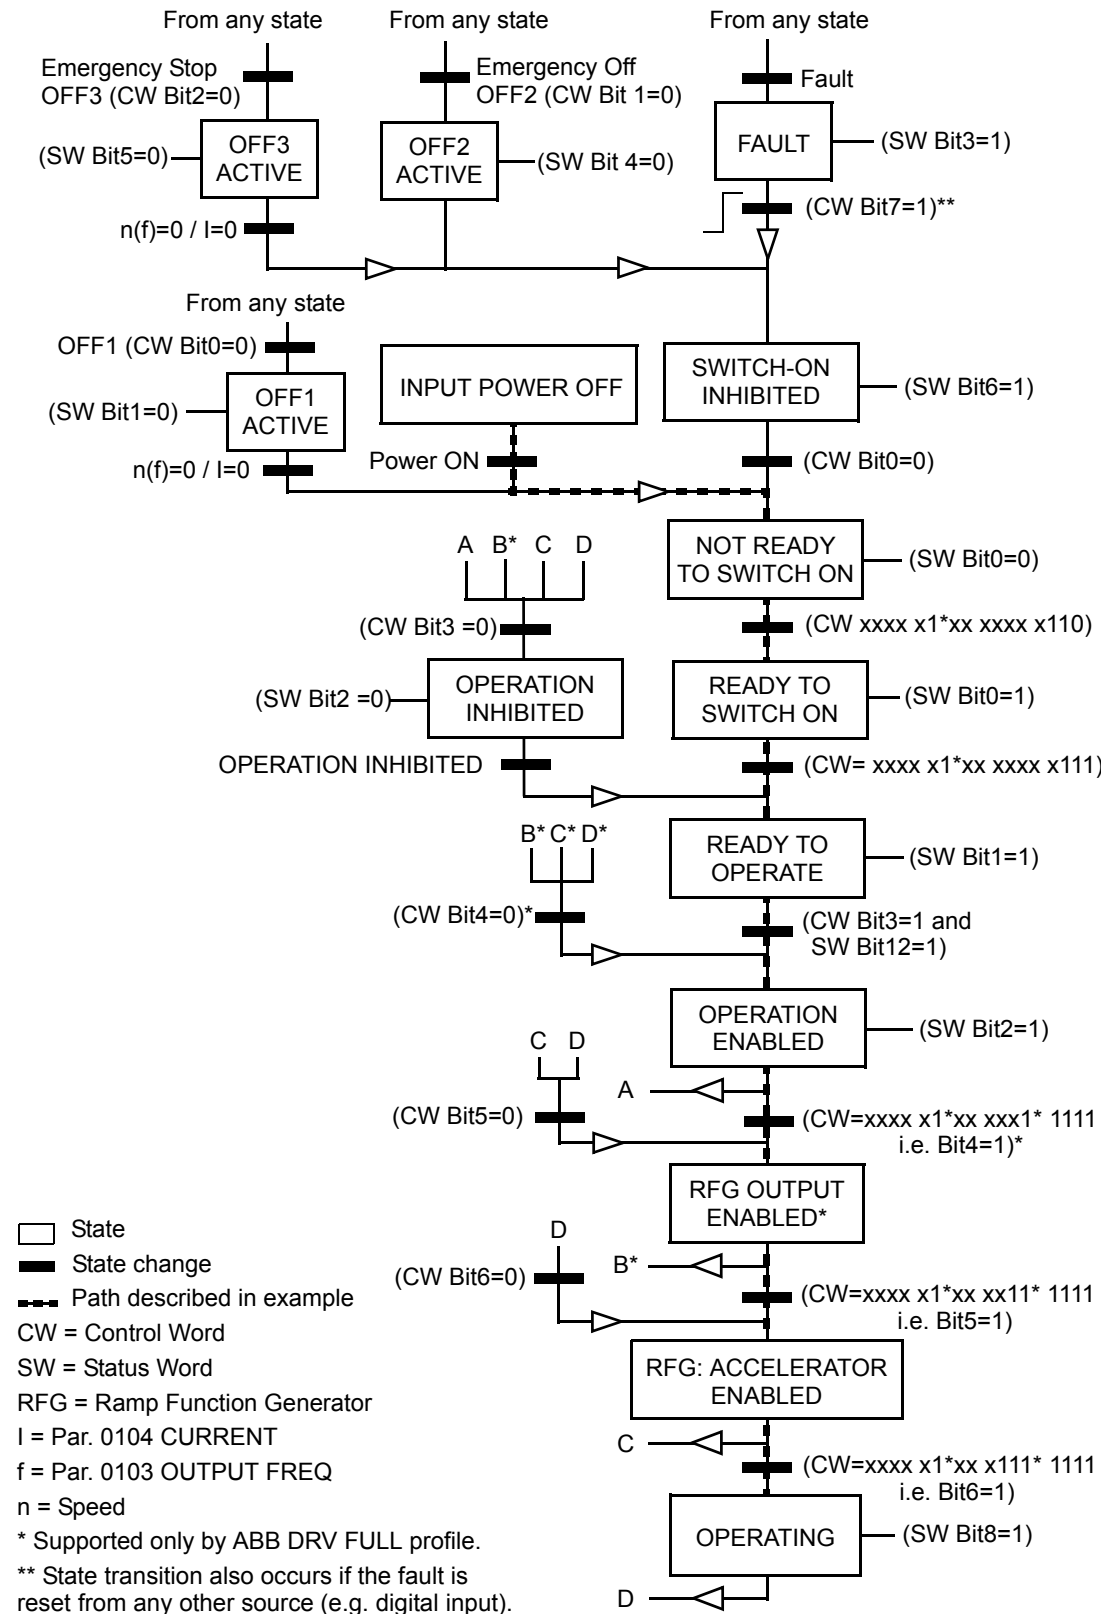 From any state
From any state
From any state
Emergency Stop
OFF3 (CW Bit2=0)
Emergency Off
OFF2 (CW Bit 1=0)
Fault
(SW Bit5=0)
OFF3
ACTIVE
OFF2
ACTIVE
(SW Bit 4=0)
FAULT
(SW Bit3=1)
n(f)=0 / I=0
(CW Bit7=1)**
From any state
OFF1 (CW Bit0=0)
(SW Bit1=0)
OFF1
ACTIVE
INPUT POWER OFF
SWITCH-ON
INHIBITED
(SW Bit6=1)
n(f)=0 / I=0
Power ON
(CW Bit0=0)
A B* C D
NOT READY
TO SWITCH ON
(SW Bit0=0)
(CW Bit3 =0)
(CW xxxx x1*xx xxxx x110)
(SW Bit2 =0)
OPERATION
INHIBITED
READY TO
SWITCH ON
(SW Bit0=1)
OPERATION INHIBITED
(CW= xxxx x1*xx xxxx x111)
B* C* D*
READY TO
OPERATE
(SW Bit1=1)
(CW Bit4=0)*
(CW Bit3=1 and
SW Bit12=1)
OPERATION
ENABLED
(SW Bit2=1)
C D
A
(CW Bit5=0)
(CW=xxxx x1*xx xxx1* 1111
i.e. Bit4=1)*
RFG OUTPUT
ENABLED*
D
B*
(CW Bit6=0)
(CW=xxxx x1*xx xx11* 1111
i.e. Bit5=1)
RFG: ACCELERATOR
ENABLED
C
(CW=xxxx x1*xx x111* 1111
i.e. Bit6=1)
OPERATING
(SW Bit8=1)
D
State
State change
Path described in example
CW = Control Word
SW = Status Word
RFG = Ramp Function Generator
I = Par. 0104 CURRENT
f = Par. 0103 OUTPUT FREQ
n = Speed
* Supported only by ABB DRV FULL profile.
** State transition also occurs if the fault is
reset from any other source (e.g. digital input).